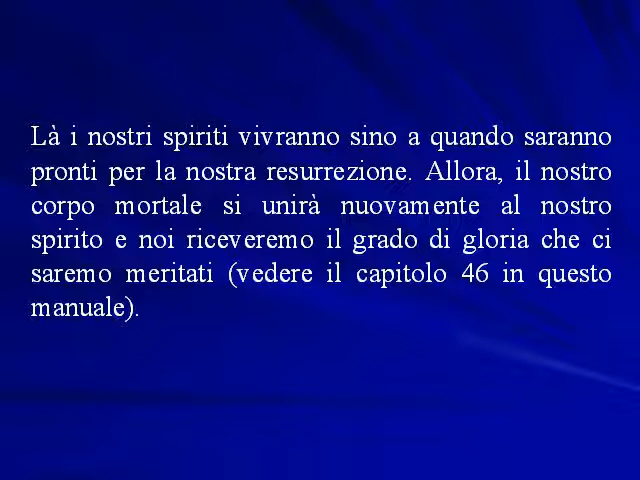 Là i nostri spiriti vivranno sino a quando saranno
pronti per la nostra resurrezione. Allora, il nostro
corpo mortale si unirà nuovamente al nostro
spirito e noi riceveremo il grado di gloria che ci
saremo meritati (vedere il capitolo 46 in questo
manuale).